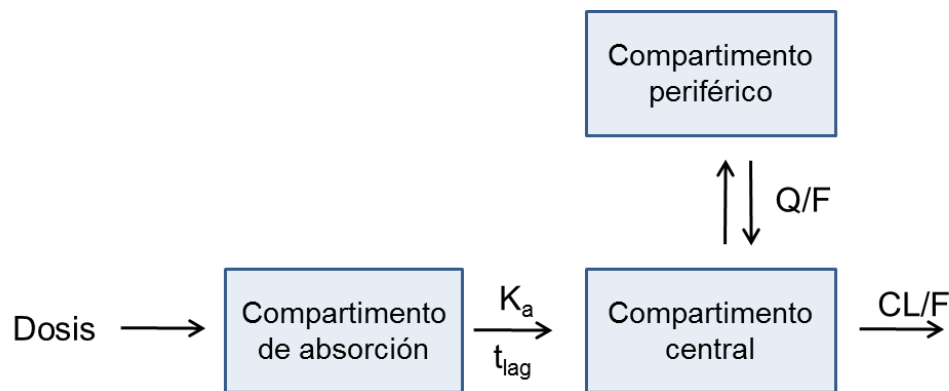 Compartimento
periférico
Q/F
Dosis
Compartimento
de absorción
Ka
tlag
Compartimento
central
CL/F